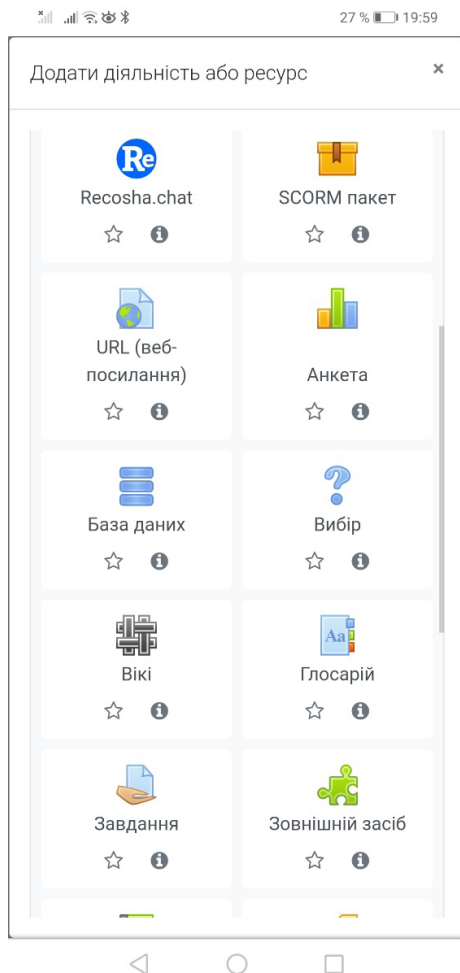 27 % 19:59
Додати діяльність або ресурс ×
Re
Recosha.chat
SCORM пакет
URL (веб-
посилання)
Анкета
База даних
Вибір
Вікі
Aa
Глосарій
Завдання
Зовнішній засіб